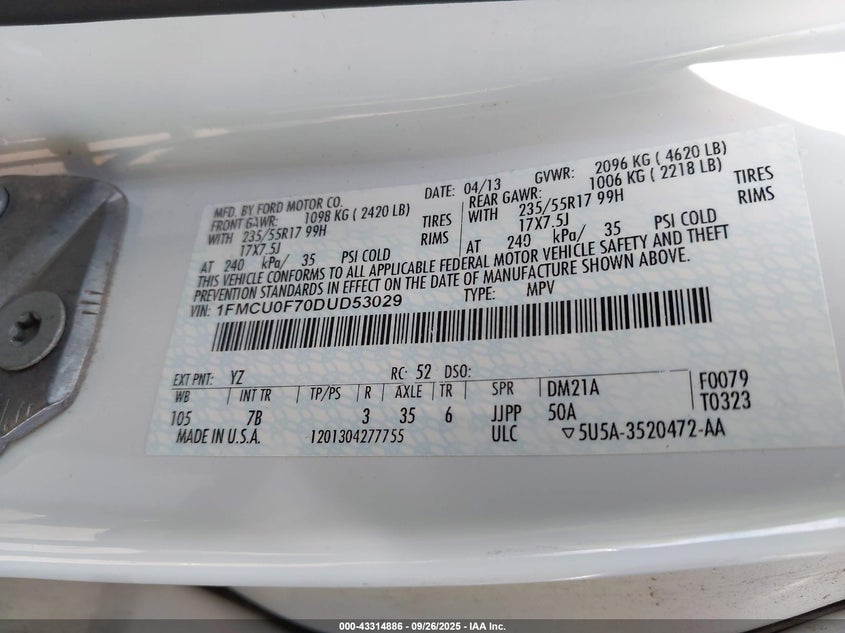 MFD. BY FORD MOTOR CO. DATE: 04/13 GVWR: 2096 KG ( 4620 LB)
FRONT GAWR: 1098 KG ( 2420 LB) REAR GAWR: 1006 KG ( 2218 LB)
WITH 235/55R17 99H TIRES WITH 235/55R17 99H TIRES
17X7.5J RIMS 17X7.5J RIMS
AT 240 kPa/ 35 PSI COLD AT 240 kPa/ 35 PSI COLD
THIS VEHICLE CONFORMS TO ALL APPLICABLE FEDERAL MOTOR VEHICLE SAFETY AND THEFT
PREVENTION STANDARDS IN EFFECT ON THE DATE OF MANUFACTURE SHOWN ABOVE.
VIN: 1FMCU0F70DUD53029 TYPE: MPV
EXT PNT: YZ RC: 52 DSO:
WB INT TR TP/PS R AXLE TR SPR DM21A F0079
105 7B 3 35 6 JJPP 50A T0323
MADE IN U.S.A. 1201304277755 ULC ▽5U5A-3520472-AA
000-43314886 - 09/26/2025 - IAA Inc.